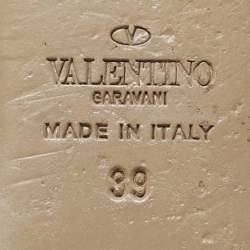 VALENTINO
GARAVANI
MADE IN ITALY
39